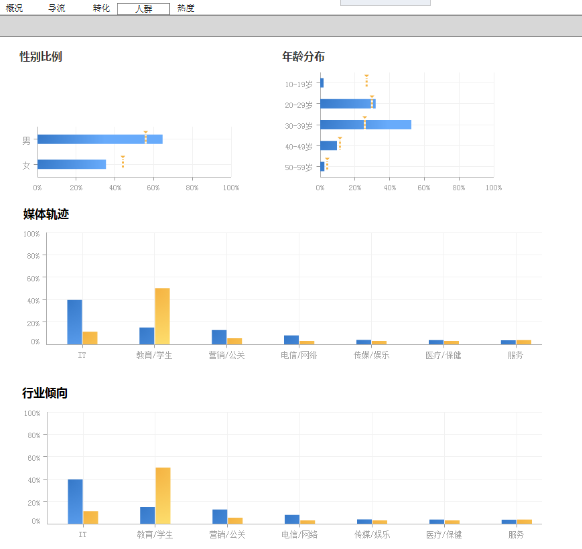 概况 导流 转化 人群 热度
性别比例
男
女
0% 20% 40% 60% 80% 100%
年龄分布
10-19岁
20-29岁
30-39岁
40-49岁
50-59岁
0% 20% 40% 60% 80% 100%
媒体轨迹
100%
80%
60%
40%
20%
0%
IT 教育/学生 营销/公关 电信/网络 传媒/娱乐 医疗/保健 服务
行业倾向
100%
80%
60%
40%
20%
0%
IT 教育/学生 营销/公关 电信/网络 传媒/娱乐 医疗/保健 服务